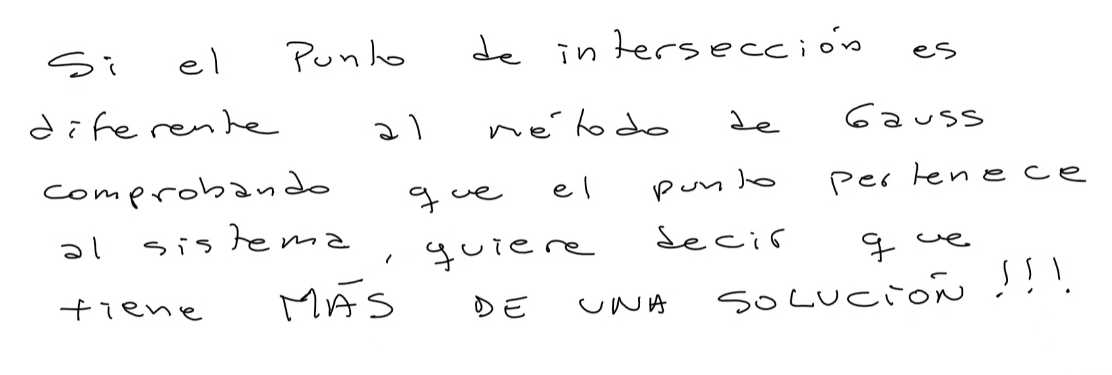 Si el Punto de intersección es
diferente al método de Gauss
comprobando que el punto pertenece
al sistema, quiere decir que
tiene MÁS DE UNA SOLUCIÓN !!!